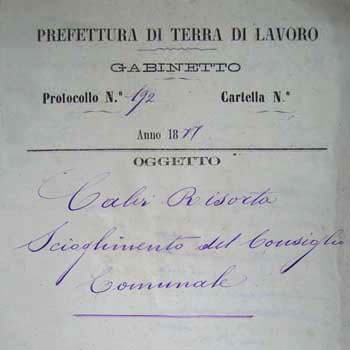 PREFETTURA DI TERRA DI LAVORO
GABINETTO
Protocollo N.º 192 Cartella N.º
Anno 1877
OGGETTO
Calvi Risorta
Scioglimento del Consiglio
Comunale